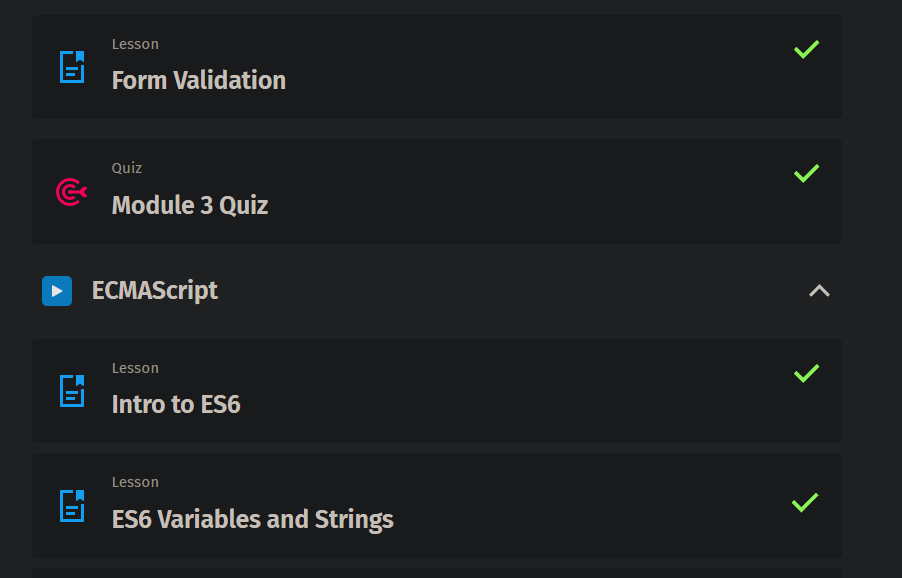 Lesson
Form Validation
Quiz
Module 3 Quiz
ECMAScript
Lesson
Intro to ES6
Lesson
ES6 Variables and Strings